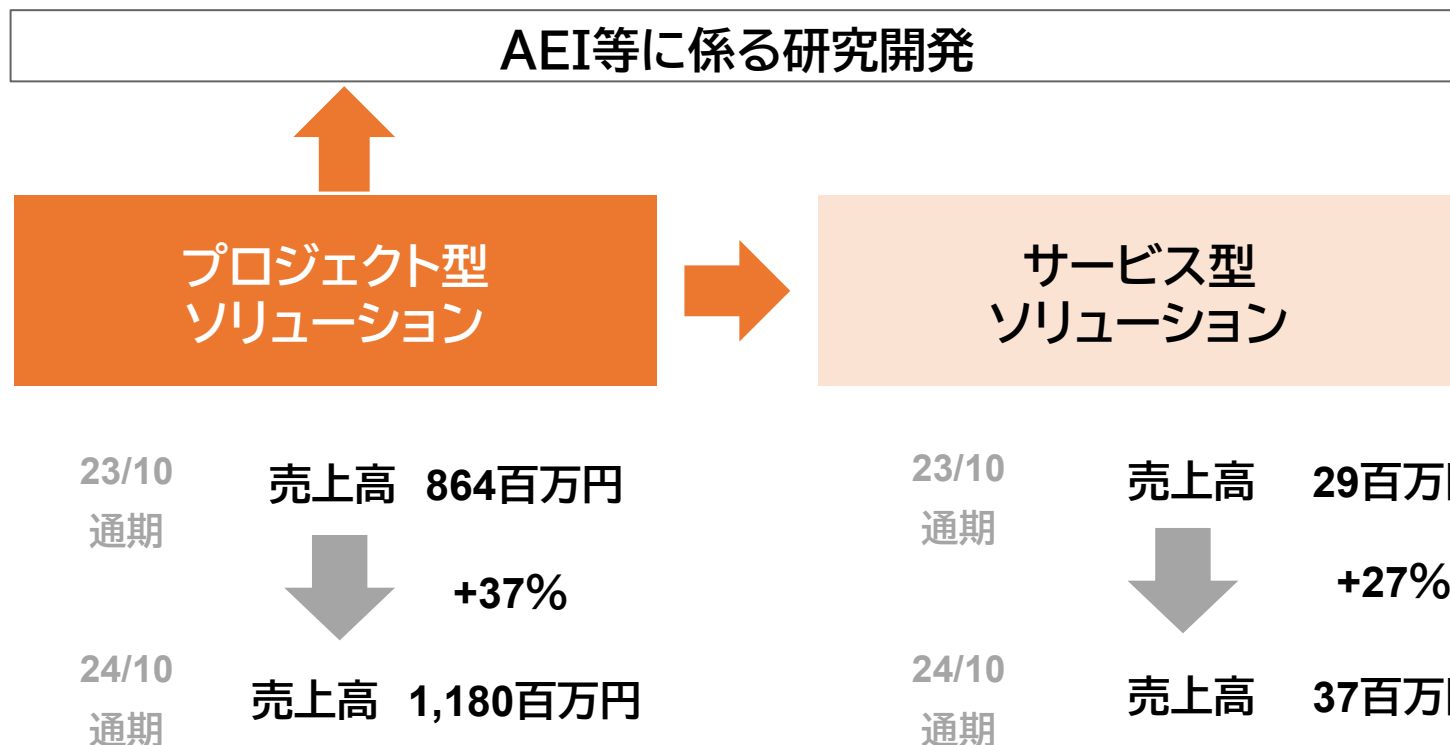 AEI等に係る研究開発
プロジェクト型
ソリューション
サービス型
ソリューション
23/10
通期
売上高 864百万円
+37%
24/10
通期
売上高 1,180百万円
23/10
通期
売上高 29百万
+27%
24/10
通期
売上高 37百万